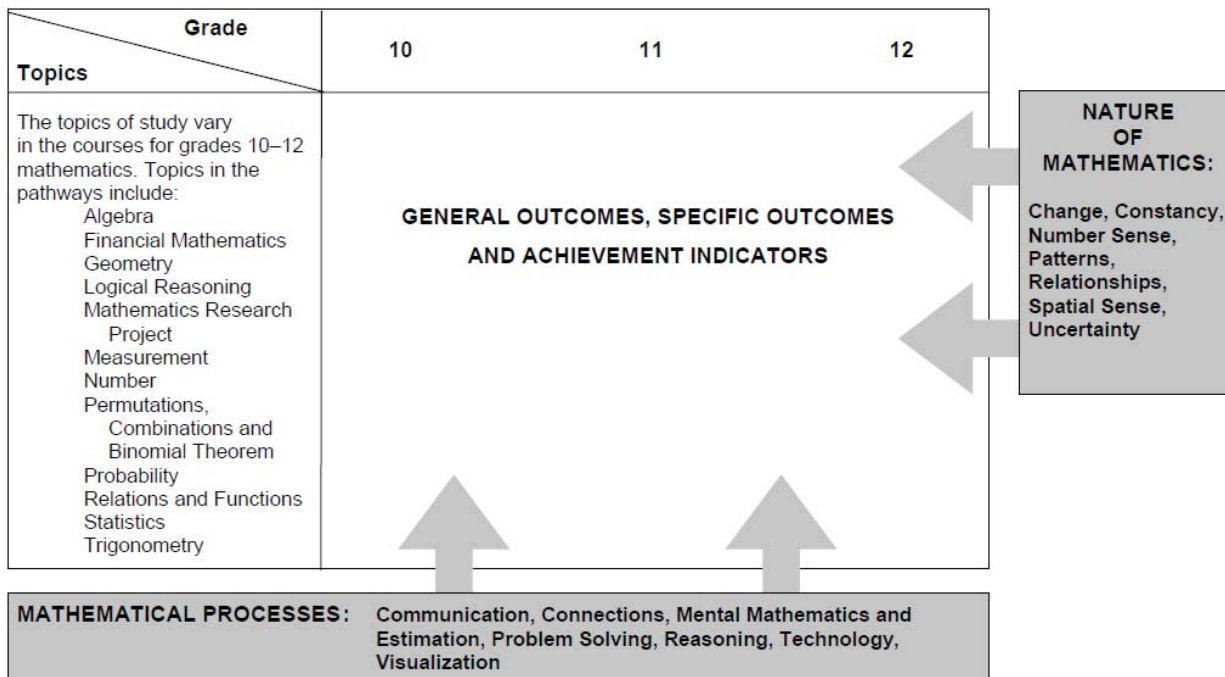 Grade
Topics
10 11 12
The topics of study vary
in the courses for grades 10–12
mathematics. Topics in the
pathways include:
Algebra
Financial Mathematics
Geometry
Logical Reasoning
Mathematics Research
Project
Measurement
Number
Permutations,
Combinations and
Binomial Theorem
Probability
Relations and Functions
Statistics
Trigonometry
GENERAL OUTCOMES, SPECIFIC OUTCOMES
AND ACHIEVEMENT INDICATORS
NATURE
OF
MATHEMATICS:
Change, Constancy,
Number Sense,
Patterns,
Relationships,
Spatial Sense,
Uncertainty
MATHEMATICAL PROCESSES: Communication, Connections, Mental Mathematics and
Estimation, Problem Solving, Reasoning, Technology,
Visualization